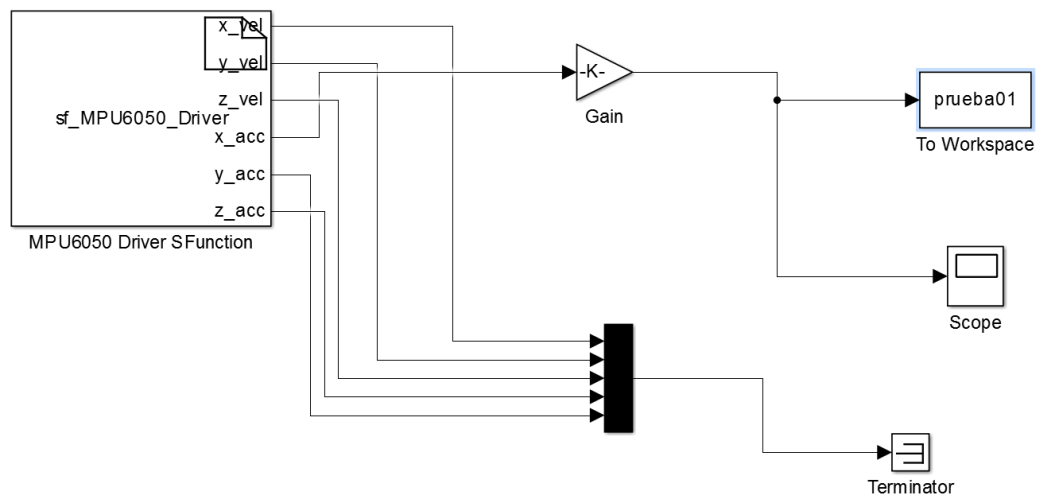 x_vel
y_vel
z_vel
sf_MPU6050_Driver
x_acc
y_acc
z_acc
MPU6050 Driver SFunction
-K-
Gain
prueba01
To Workspace
Scope
Terminator